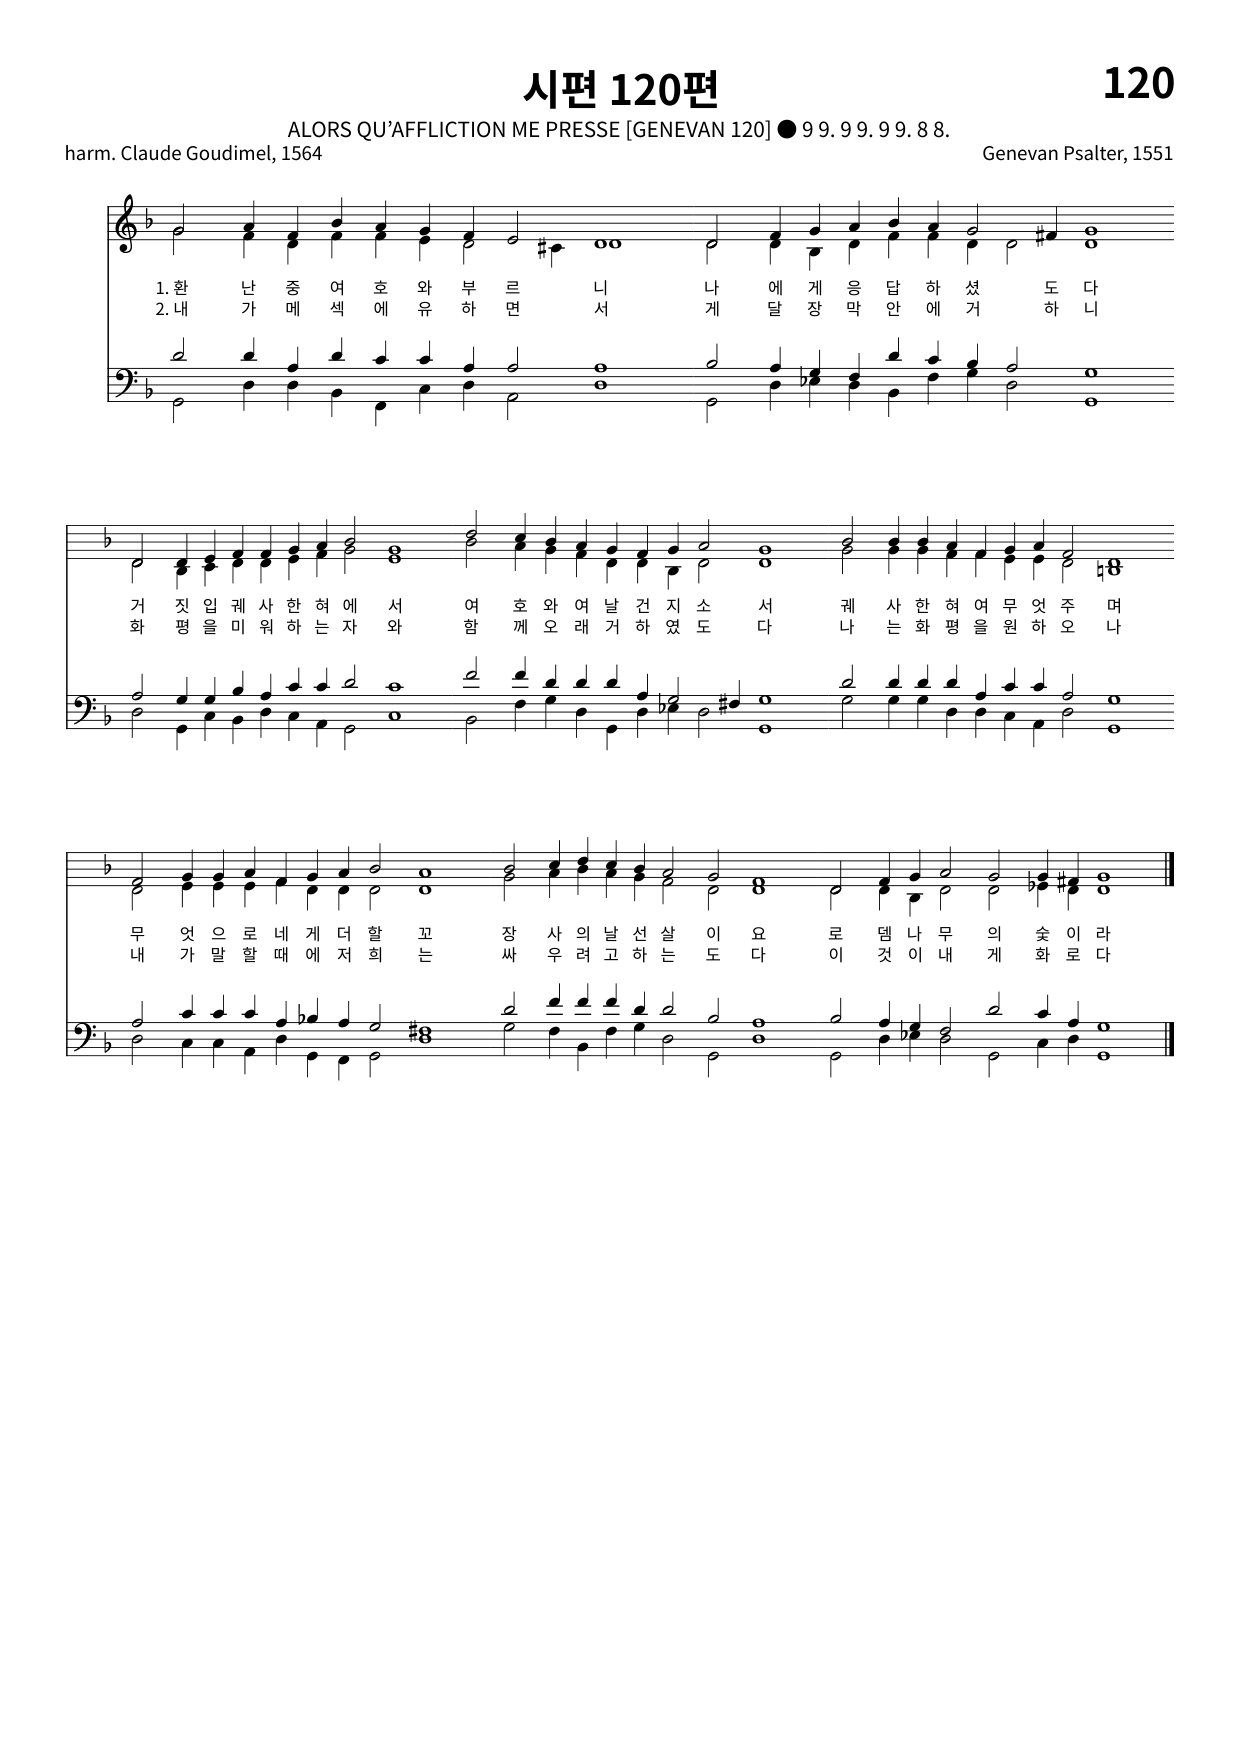 시편 120편
120
ALORS QU’AFFLICTION ME PRESSE [GENEVAN 120] ● 9 9. 9 9. 9 9. 8 8.
harm. Claude Goudimel, 1564
Genevan Psalter, 1551
1. 환 난 중 여 호 와 부 르 니 나 에 게 응 답 하 셨 도 다
2. 내 가 메 섹 에 유 하 면 서 게 달 장 막 안 에 거 하 니
거 짓 입 궤 사 한 혀 에 서 여 호 와 여 날 건 지 소 서 궤 사 한 혀 여 무 엇 주 며
화 평 을 미 워 하 는 자 와 함 께 오 래 거 하 였 도 다 나 는 화 평 을 원 하 오 나
무 엇 으 로 네 게 더 할 꼬 장 사 의 날 선 살 이 요 로 뎀 나 무 의 숯 이 라
내 가 말 할 때 에 저 희 는 싸 우 려 고 하 는 도 다 이 것 이 내 게 화 로 다